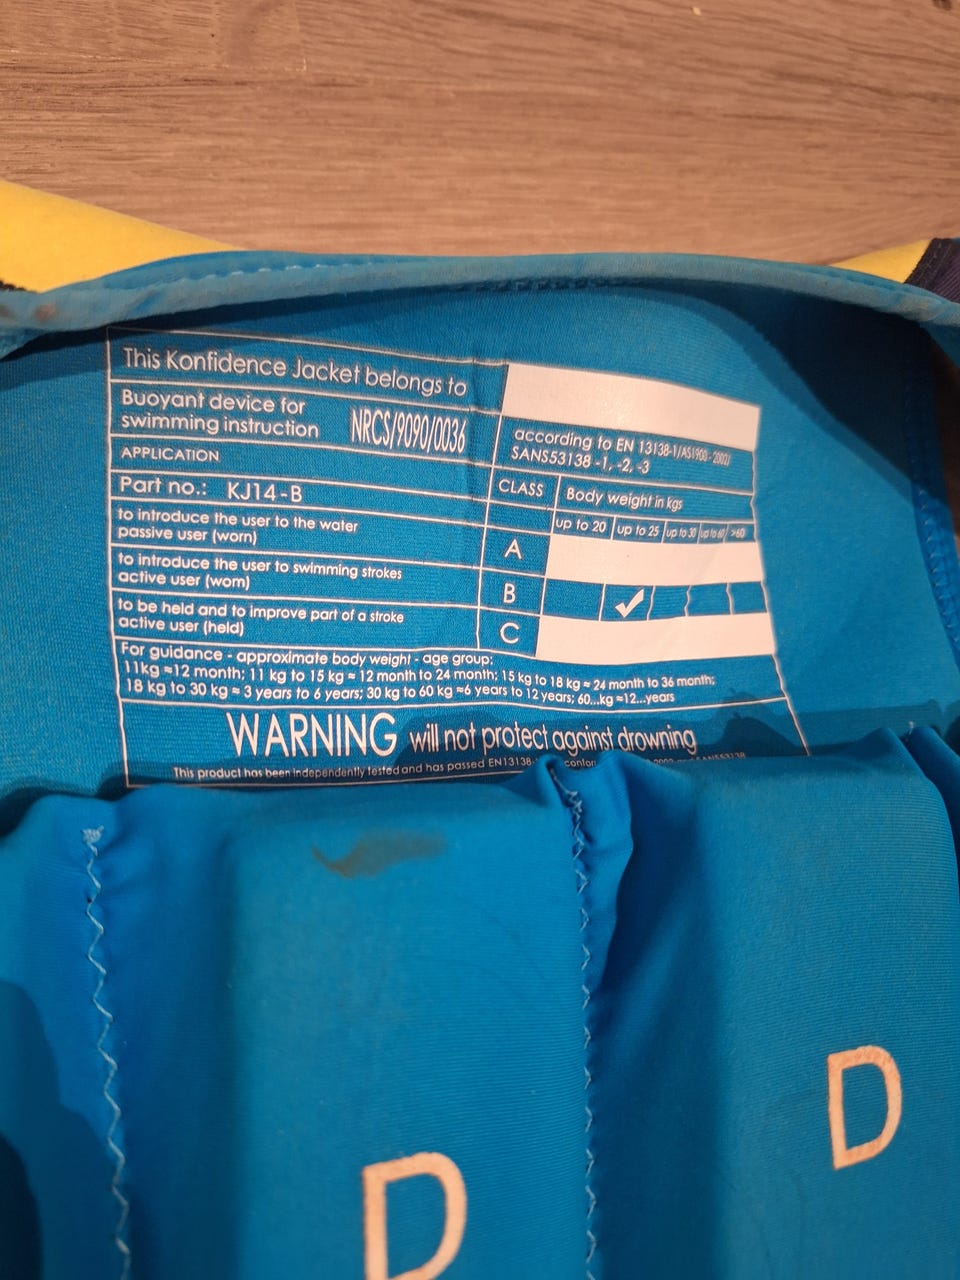 This Konfidence Jacket belongs to
Buoyant device for
swimming instruction NRCS/9090/0036
according to EN 13138-1/AS1900-2002/
SANS53138 -1, -2, -3
APPLICATION
CLASS
Body weight in kgs
Part no.: KJ14-B
up to 20 up to 25 up to 30 up to 60 >60
to introduce the user to the water
passive user (worn)
A
to introduce the user to swimming strokes
active user (worn)
B ✓
to be held and to improve part of a stroke
active user (held)
C
For guidance - approximate body weight - age group:
11kg ≈12 month; 11 kg to 15 kg ≈ 12 month to 24 month; 15 kg to 18 kg ≈ 24 month to 36 month;
18 kg to 30 kg ≈ 3 years to 6 years; 30 kg to 60 kg ≈6 years to 12 years; 60...kg ≈12...years
WARNING will not protect against drowning
This product has been independently tested and has passed EN13138-
D
D